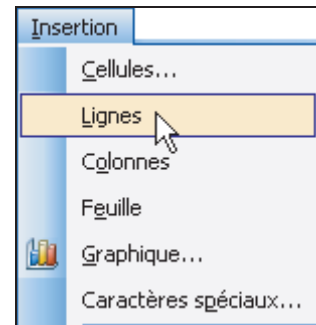 Insertion
Cellules...
Lignes
Colonnes
Feuille
Graphique...
Caractères spéciaux...